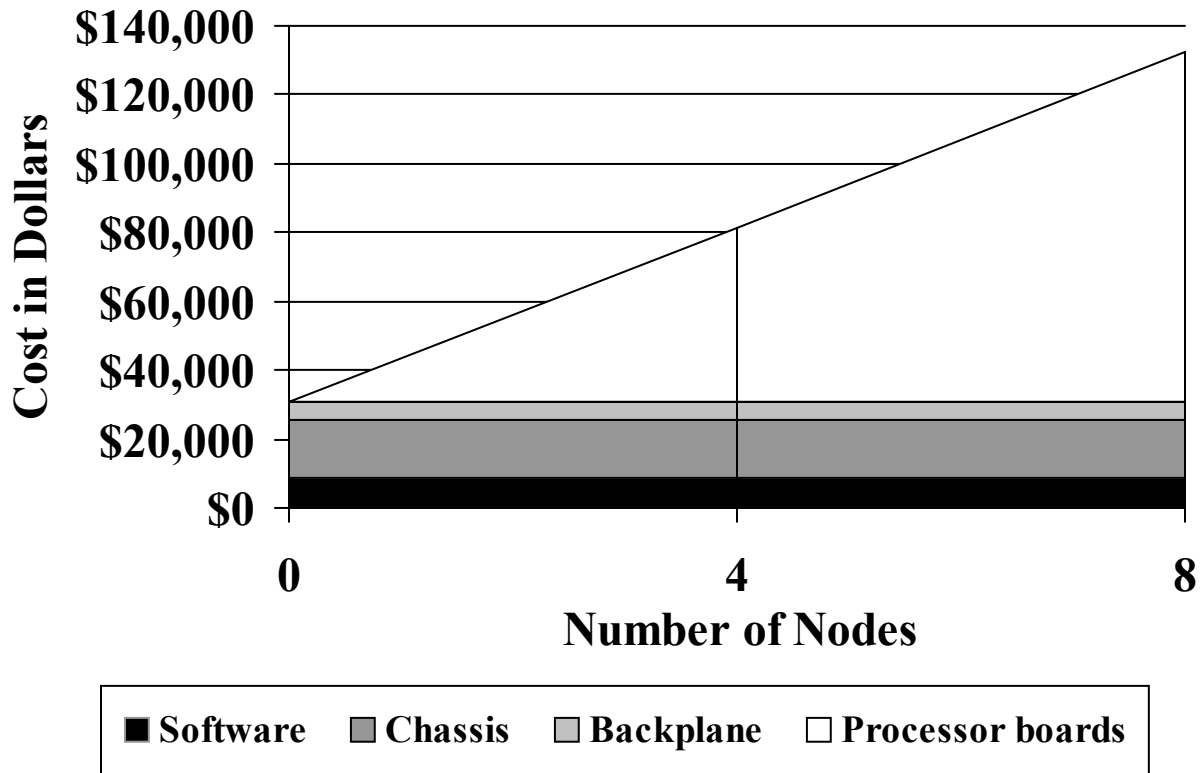 $140,000
$120,000
$100,000
$80,000
$60,000
$40,000
$20,000
$0
Cost in Dollars
0 4 8
Number of Nodes
Software Chassis Backplane Processor boards